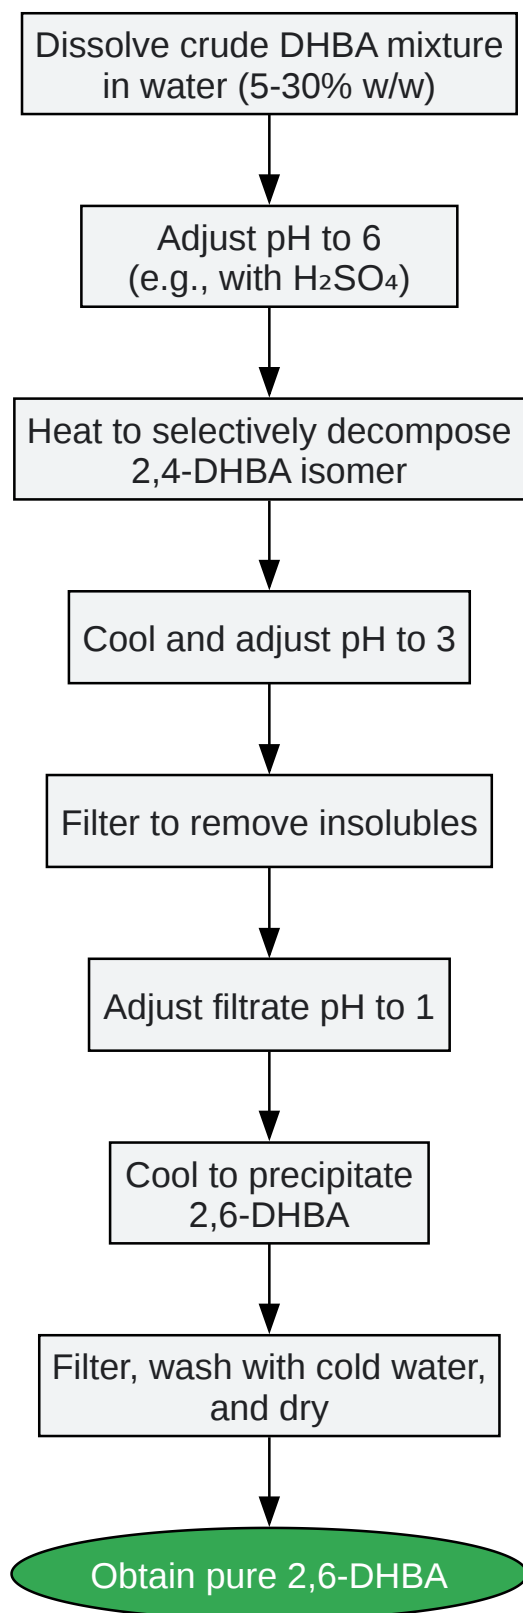 Dissolve crude DHBA mixture
in water (5-30% w/w)
Adjust pH to 6
(e.g., with H₂SO₄)
Heat to selectively decompose
2,4-DHBA isomer
Cool and adjust pH to 3
Filter to remove insolubles
Adjust filtrate pH to 1
Cool to precipitate
2,6-DHBA
Filter, wash with cold water,
and dry
Obtain pure 2,6-DHBA